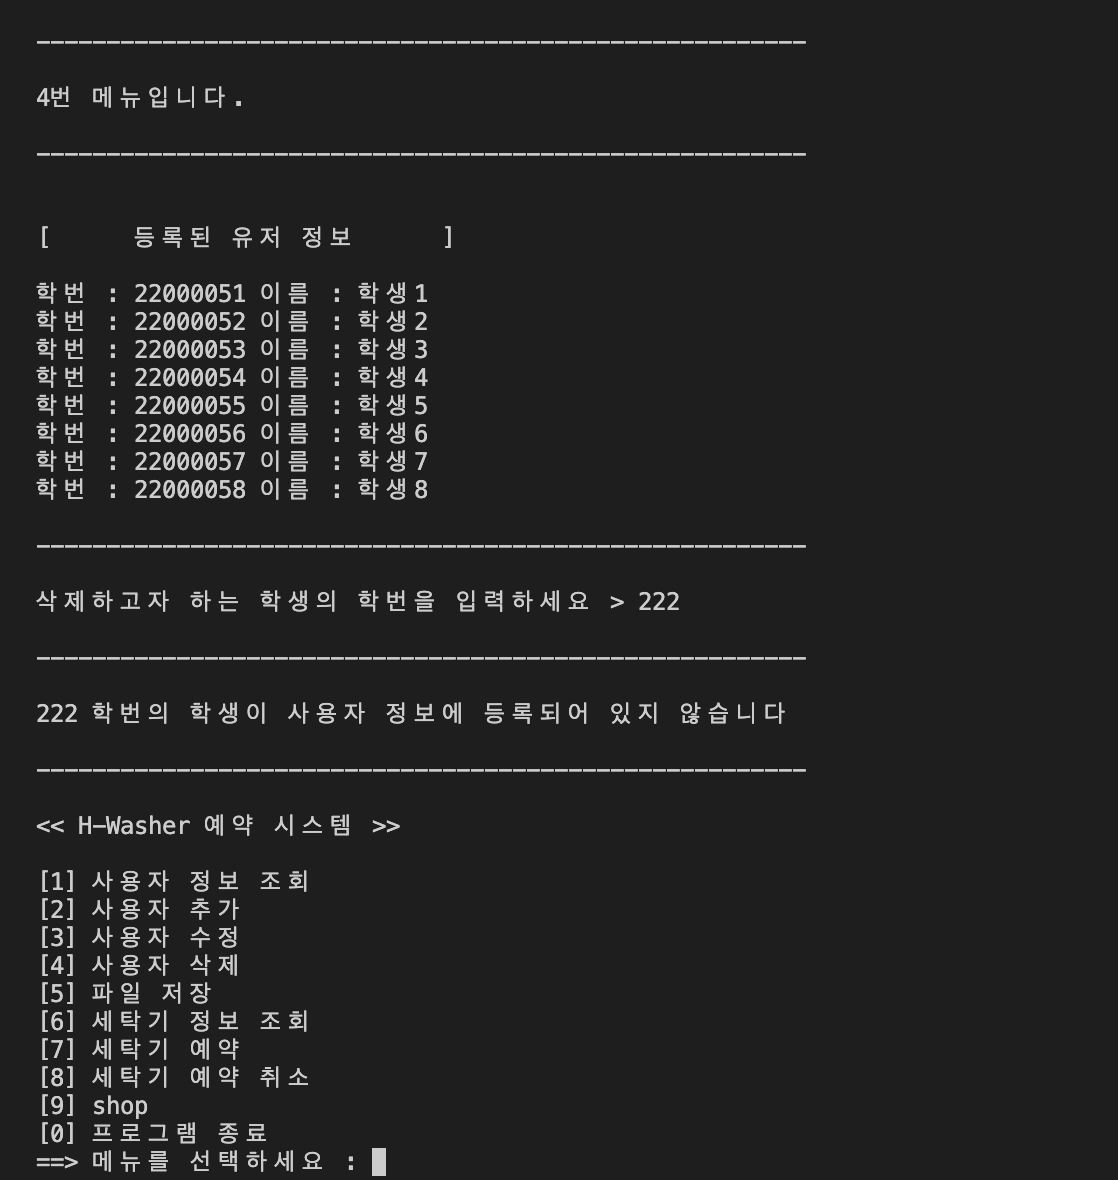 4번 메뉴입니다.
[ 등록된 유저 정보 ]
학번 : 22000051 이름 : 학생1
학번 : 22000052 이름 : 학생2
학번 : 22000053 이름 : 학생3
학번 : 22000054 이름 : 학생4
학번 : 22000055 이름 : 학생5
학번 : 22000056 이름 : 학생6
학번 : 22000057 이름 : 학생7
학번 : 22000058 이름 : 학생8
삭제하고자 하는 학생의 학번을 입력하세요 > 222
222 학번의 학생이 사용자 정보에 등록되어 있지 않습니다
<< H-Washer 예약 시스템 >>
[1] 사용자 정보 조회
[2] 사용자 추가
[3] 사용자 수정
[4] 사용자 삭제
[5] 파일 저장
[6] 세탁기 정보 조회
[7] 세탁기 예약
[8] 세탁기 예약 취소
[9] shop
[0] 프로그램 종료
==> 메뉴를 선택하세요 :